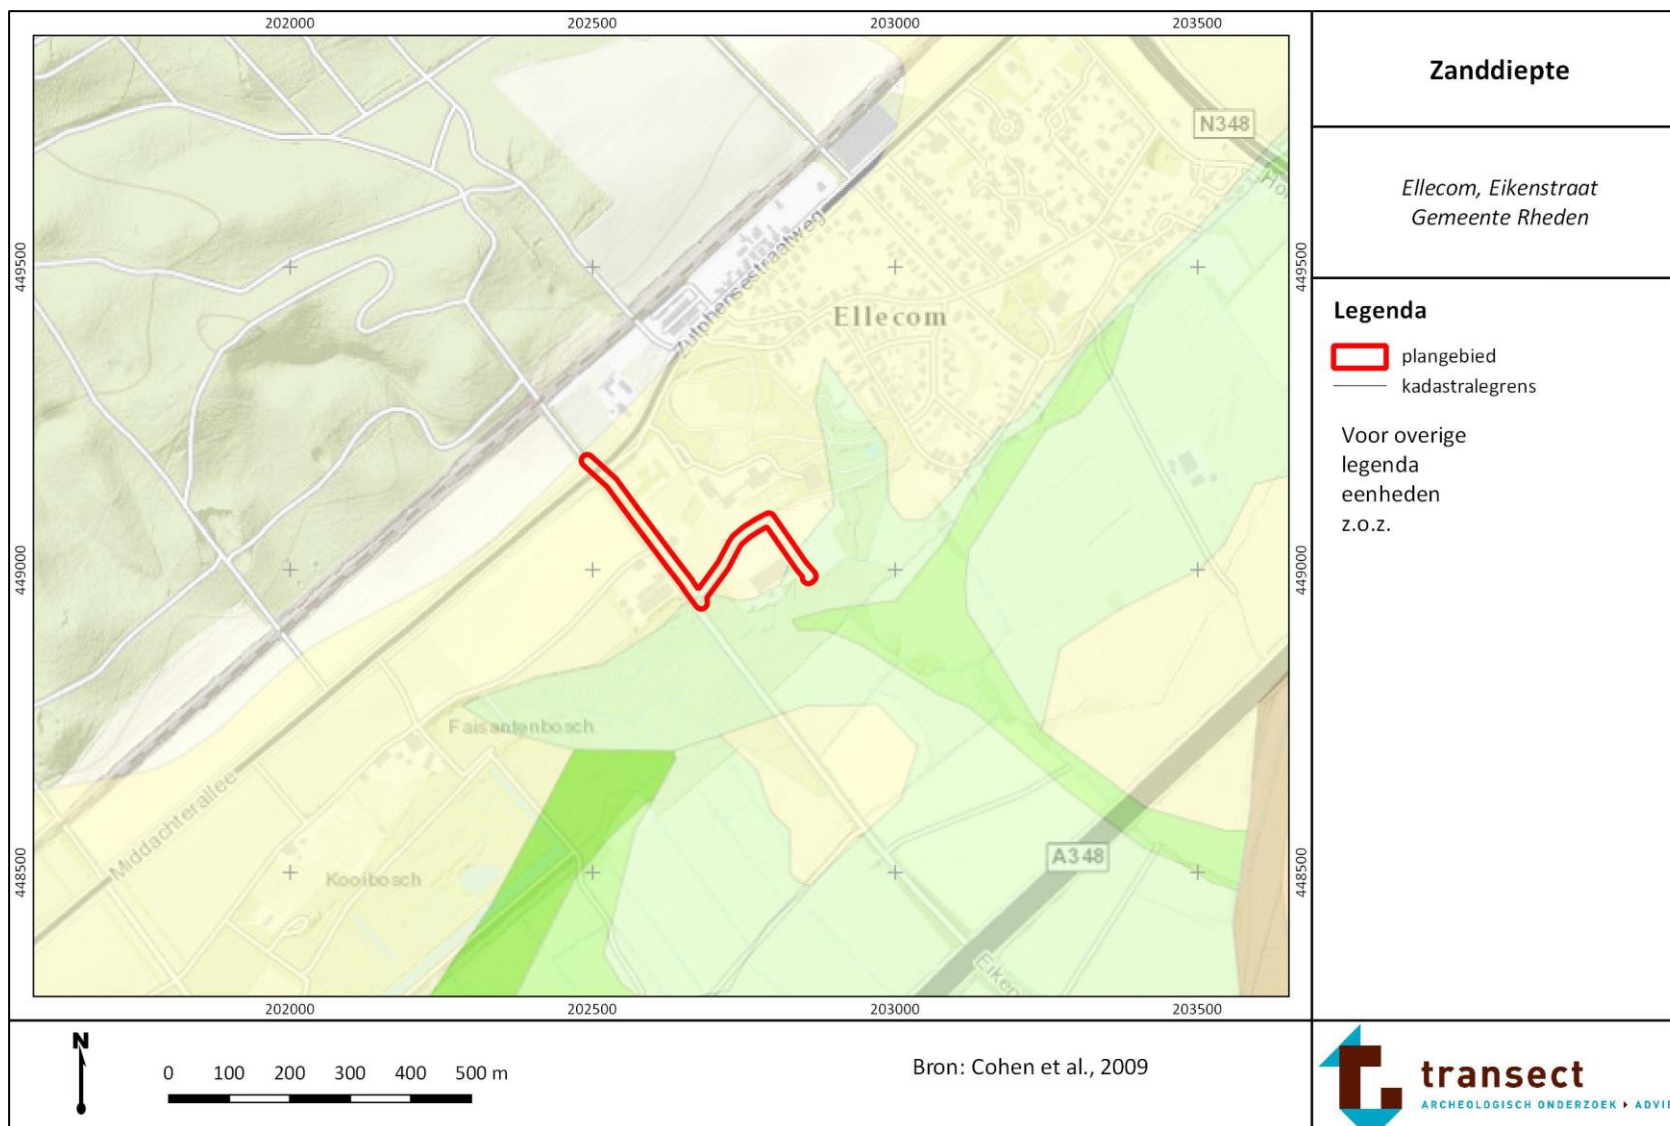 202000 202500 203000 203500
Zanddiepte
N348
Ellecom, Eikenstraat
Gemeente Rheden
449500
449500
Zutphensestraatweg
Ellecom
Legenda
plangebied
kadastralegrens
Voor overige
legenda
eenheden
z.o.z.
449000
449000
Faisantenbosch
Middachterallee
A348
448500
448500
Kooibosch
202000 202500 203000 203500
N
0 100 200 300 400 500 m
Bron: Cohen et al., 2009
transect
ARCHEOLOGISCH ONDERZOEK ▸ ADVIE